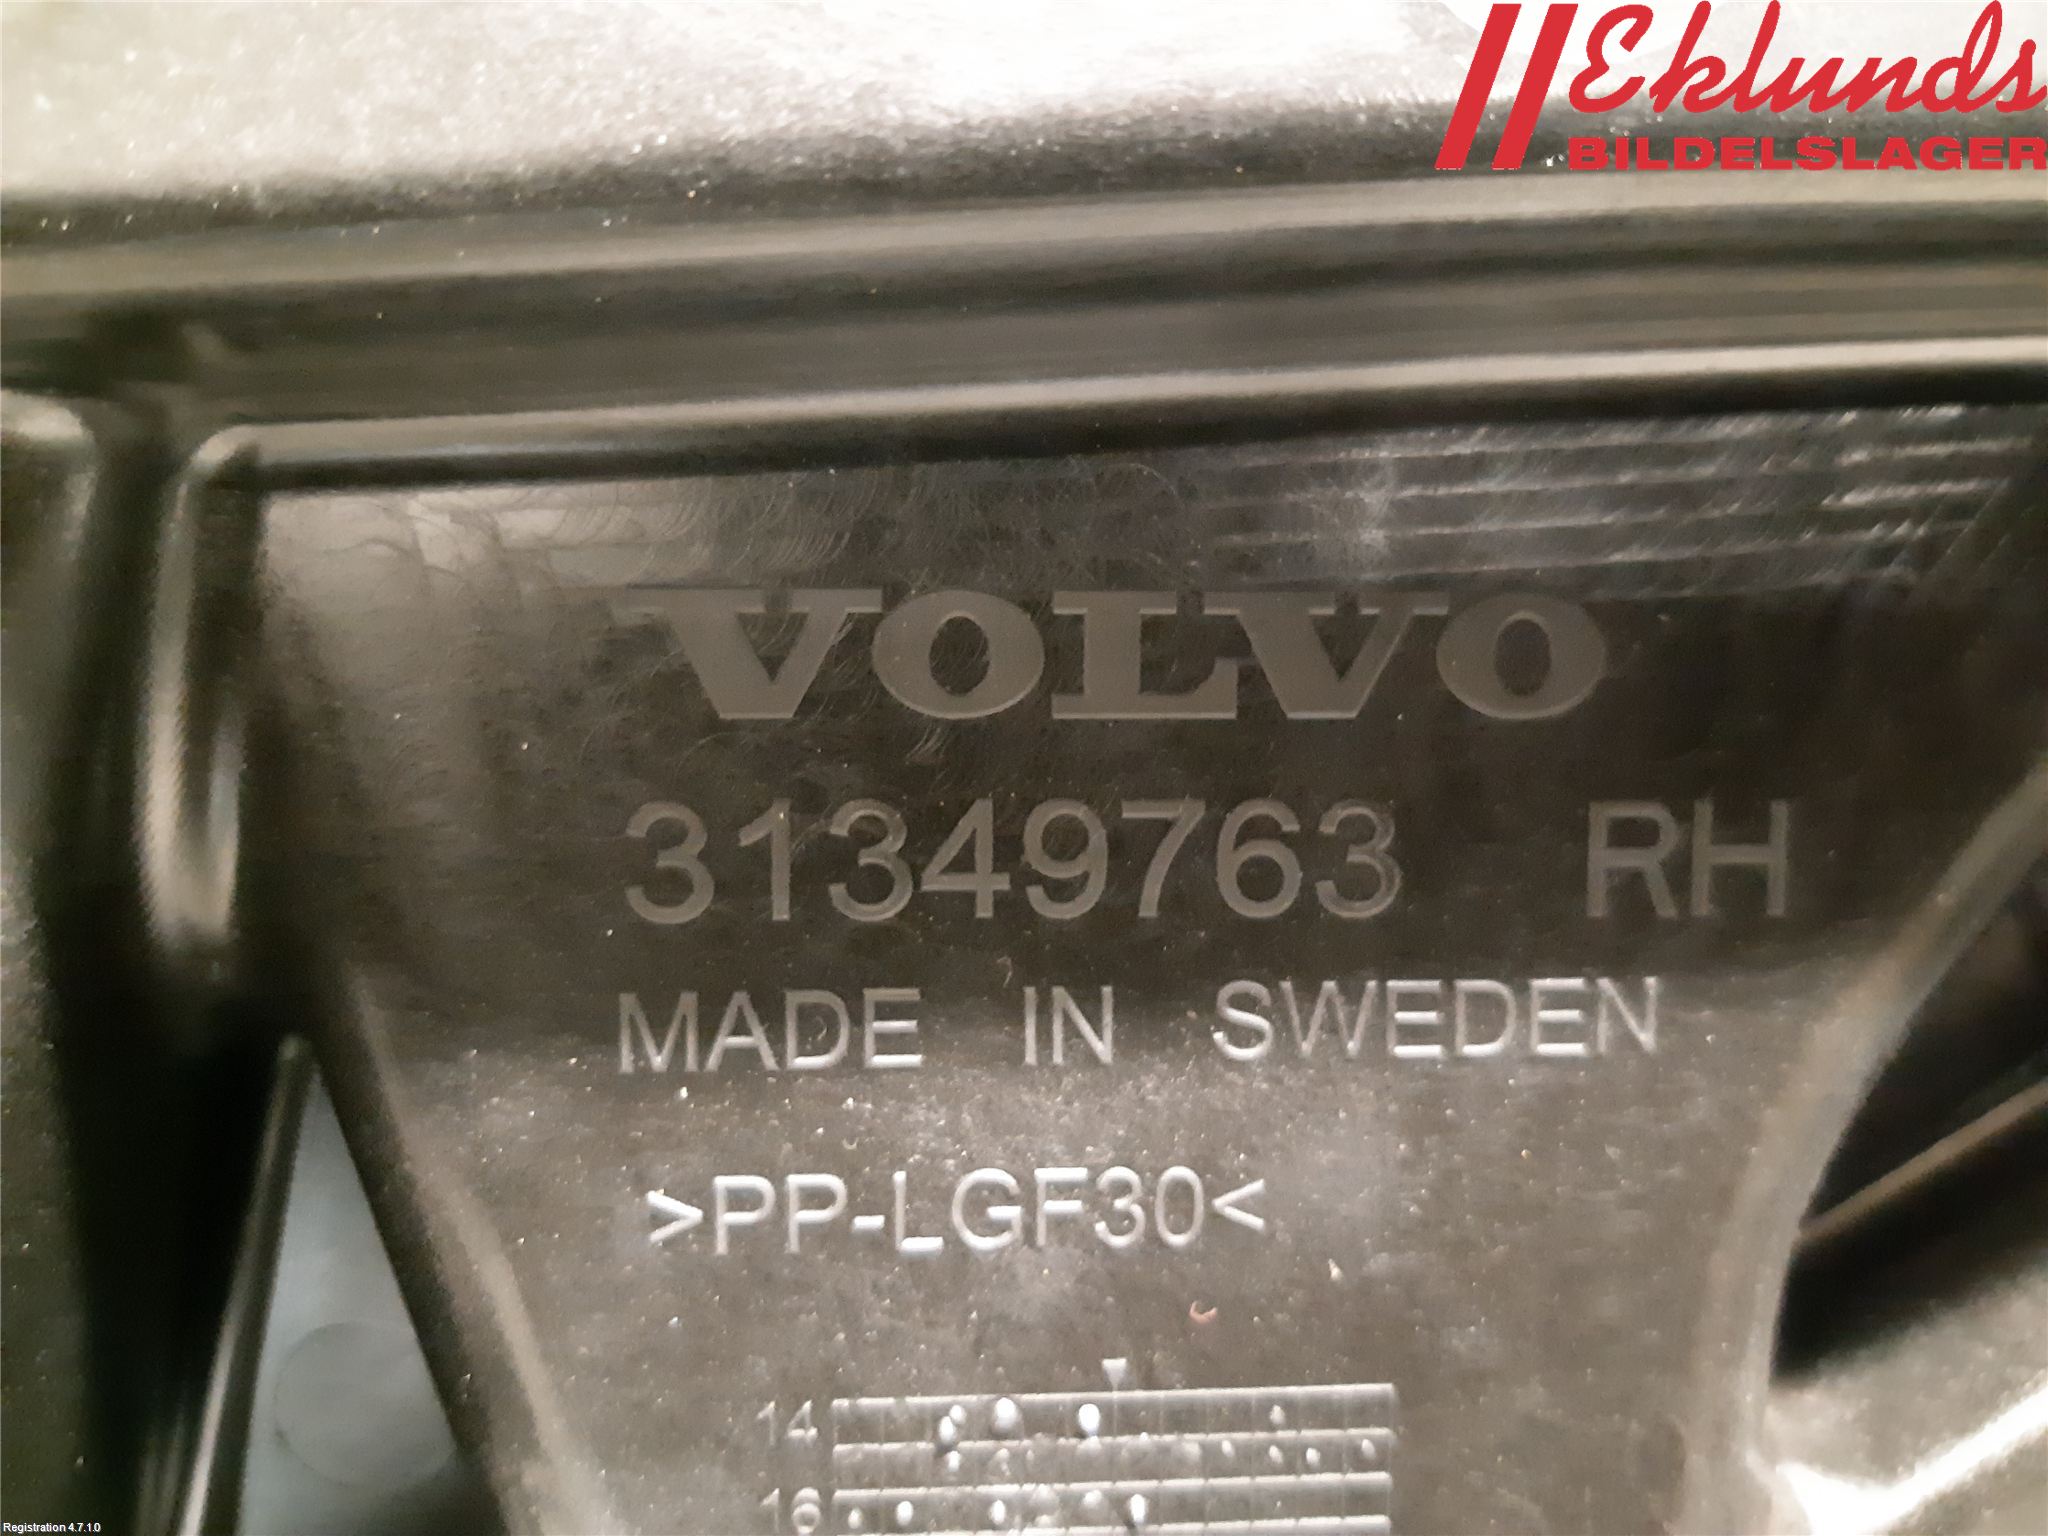 Eklunds
BILDELSLAGER
VOLVO
31349763 RH
MADE IN SWEDEN
>PP-LGF30<
14
16
Registration 4.7.1.0